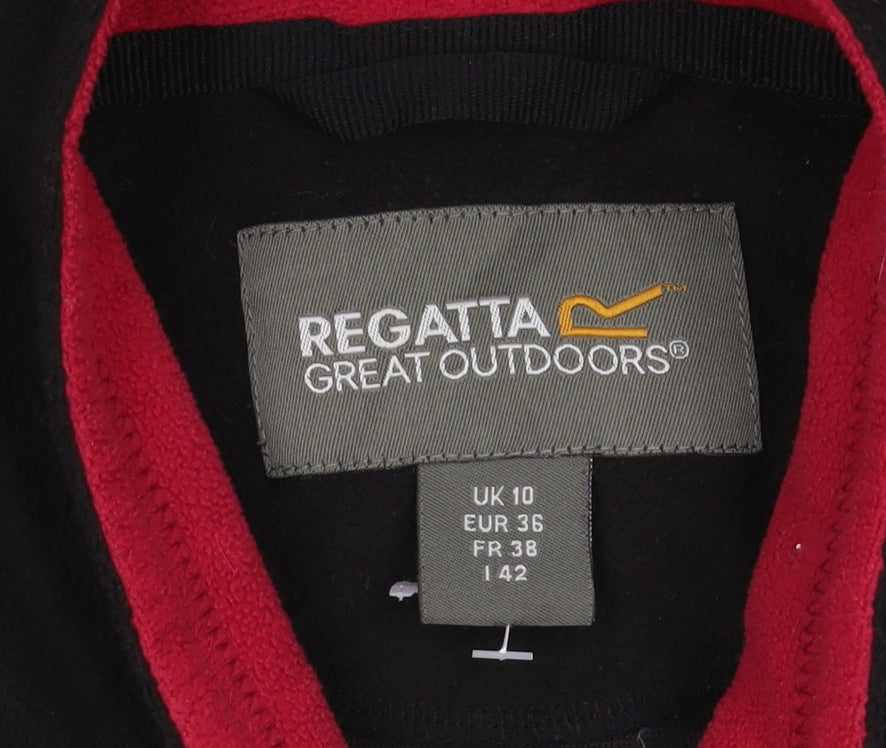 REGATTA
GREAT OUTDOORS®
UK 10
EUR 36
FR 38
I 42